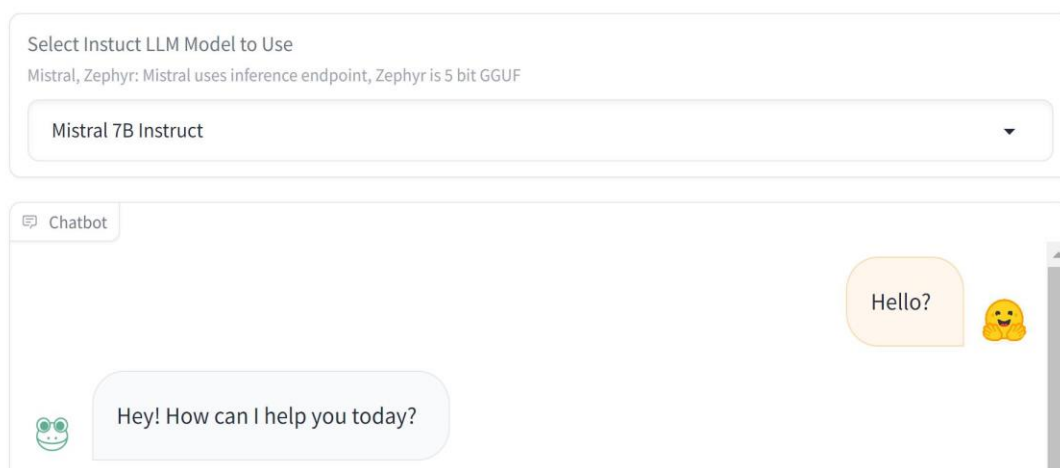 Select Instuct LLM Model to Use
Mistral, Zephyr: Mistral uses inference endpoint, Zephyr is 5 bit GGUF
Mistral 7B Instruct
Chatbot
Hello?
Hey! How can I help you today?